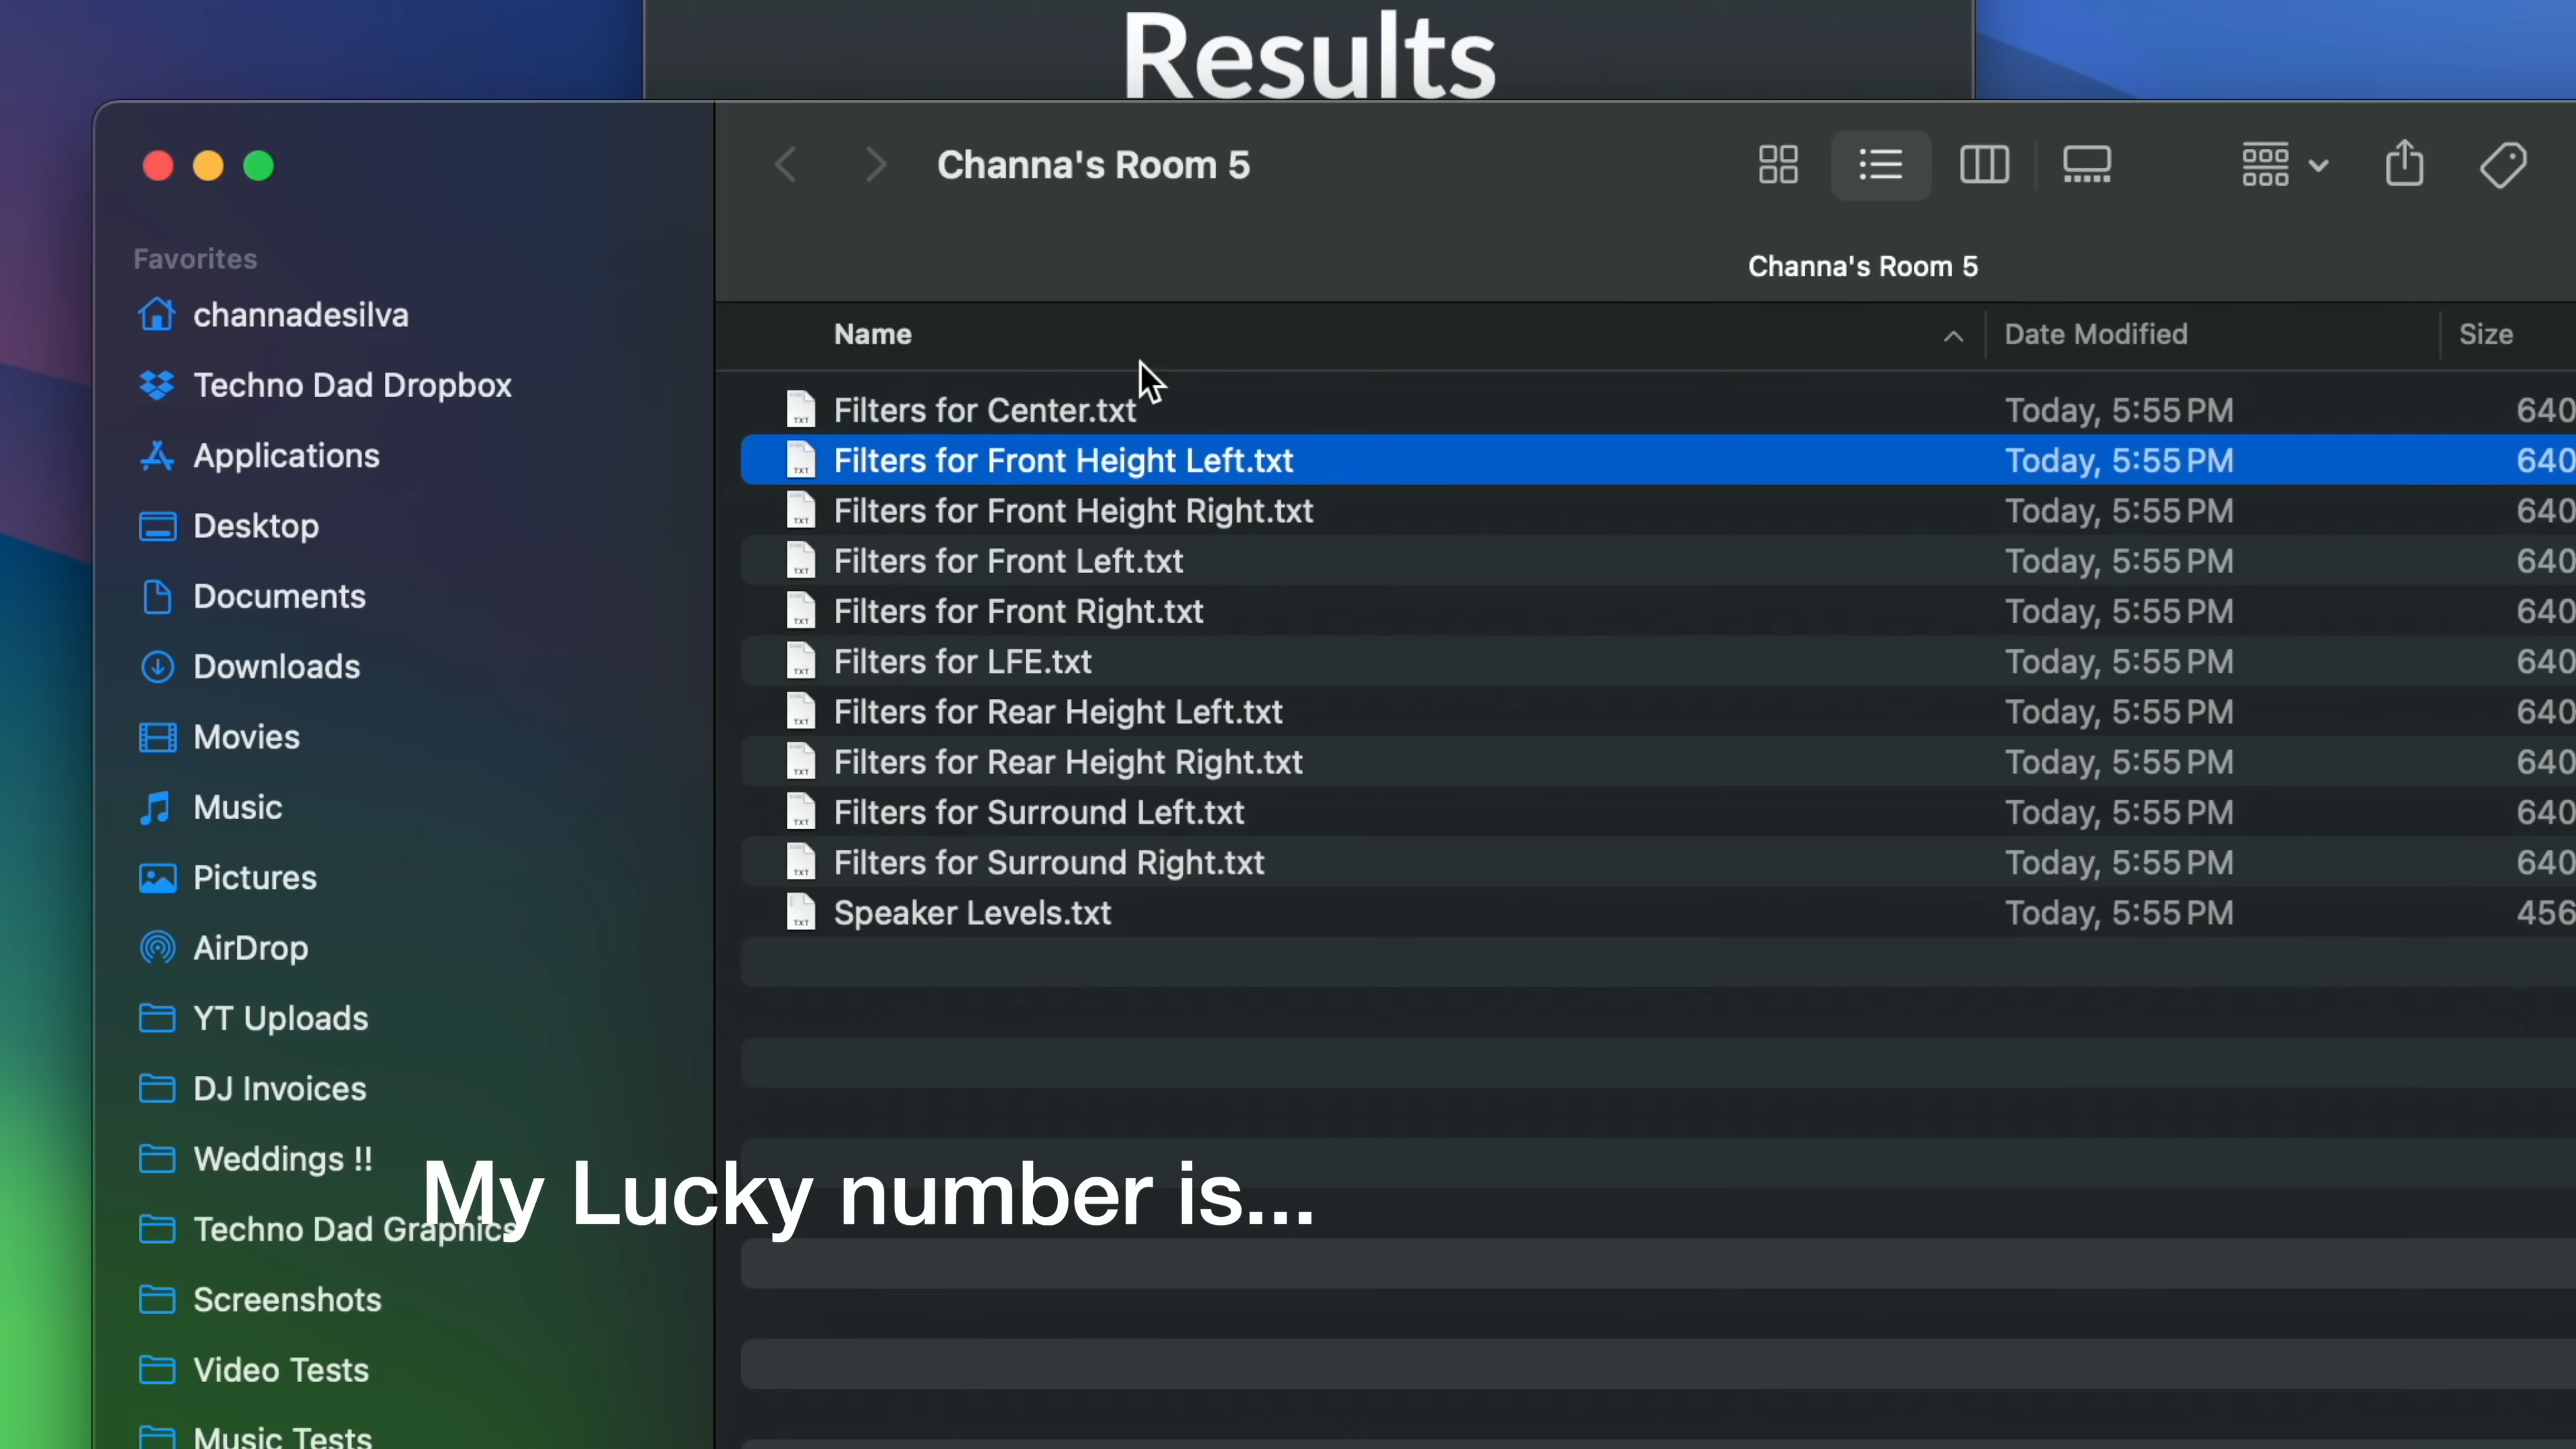 Results
Channa's Room 5
Channa's Room 5
Favorites
channadesilva
Techno Dad Dropbox
Applications
Desktop
Documents
Downloads
Movies
Music
Pictures
AirDrop
YT Uploads
DJ Invoices
Weddings !!
Techno Dad Graphics
Screenshots
Video Tests
Music Tests
Name Date Modified Size
Filters for Center.txt Today, 5:55 PM 640
Filters for Front Height Left.txt Today, 5:55 PM 640
Filters for Front Height Right.txt Today, 5:55 PM 640
Filters for Front Left.txt Today, 5:55 PM 640
Filters for Front Right.txt Today, 5:55 PM 640
Filters for LFE.txt Today, 5:55 PM 640
Filters for Rear Height Left.txt Today, 5:55 PM 640
Filters for Rear Height Right.txt Today, 5:55 PM 640
Filters for Surround Left.txt Today, 5:55 PM 640
Filters for Surround Right.txt Today, 5:55 PM 640
Speaker Levels.txt Today, 5:55 PM 456
My Lucky number is...